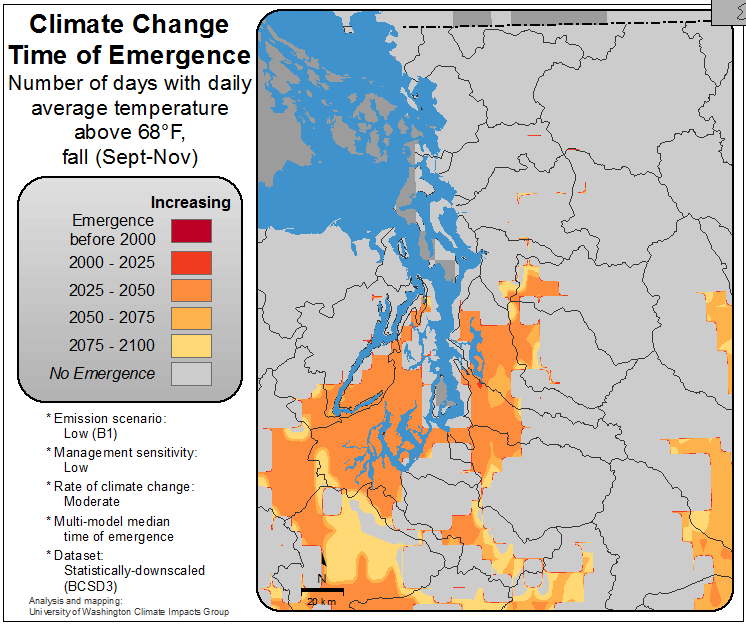 Climate Change
Time of Emergence
Number of days with daily
average temperature
above 68°F,
fall (Sept-Nov)
Increasing
Emergence
before 2000
2000 - 2025
2025 - 2050
2050 - 2075
2075 - 2100
No Emergence
* Emission scenario:
Low (B1)
* Management sensitivity:
Low
* Rate of climate change:
Moderate
* Multi-model median
time of emergence
* Dataset:
Statistically-downscaled
(BCSD3)
Analysis and mapping:
University of Washington Climate Impacts Group
N
20 km